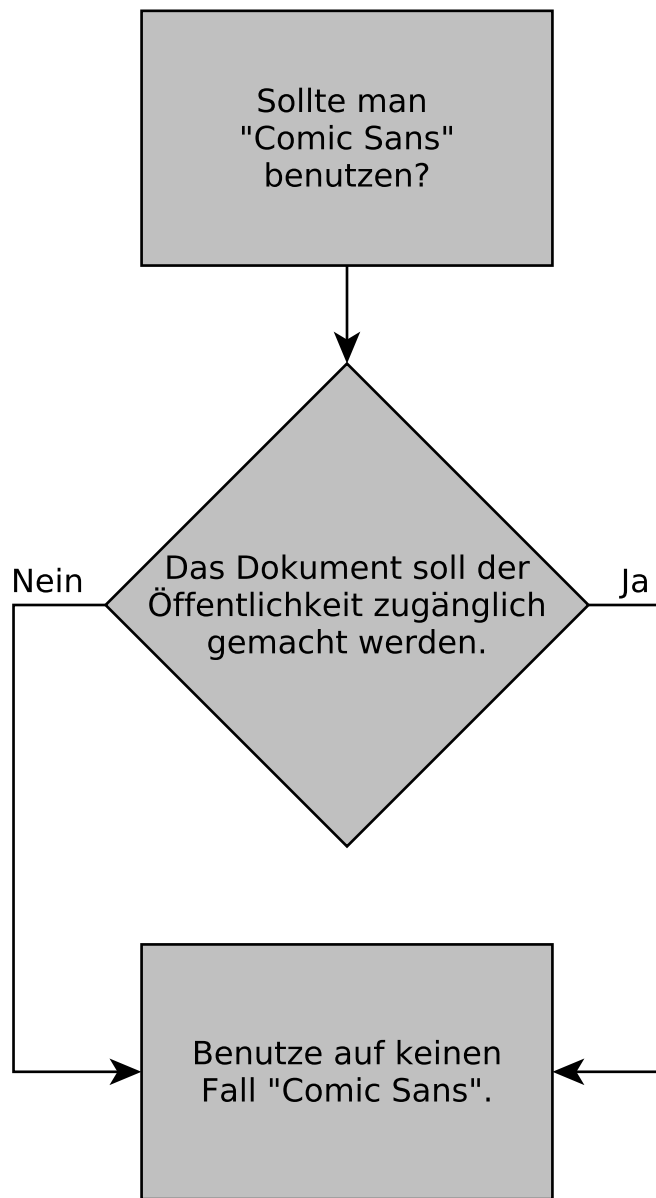 Sollte man
"Comic Sans"
benutzen?
Das Dokument soll der
Öffentlichkeit zugänglich
gemacht werden.
Nein
Ja
Benutze auf keinen
Fall "Comic Sans".